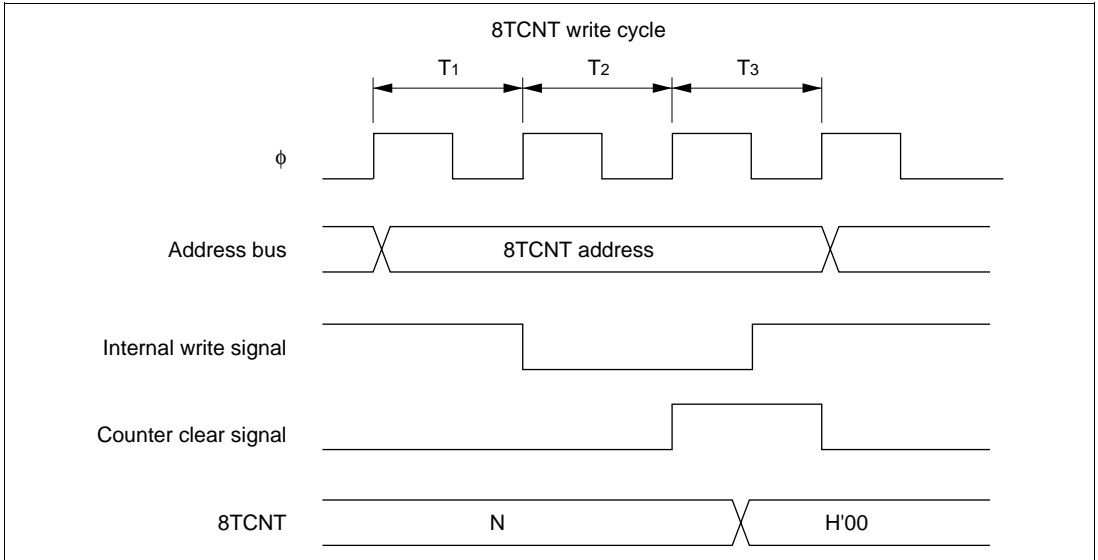 8TCNT write cycle
T1 T2 T3
ϕ
Address bus 8TCNT address
Internal write signal
Counter clear signal
8TCNT N H'00